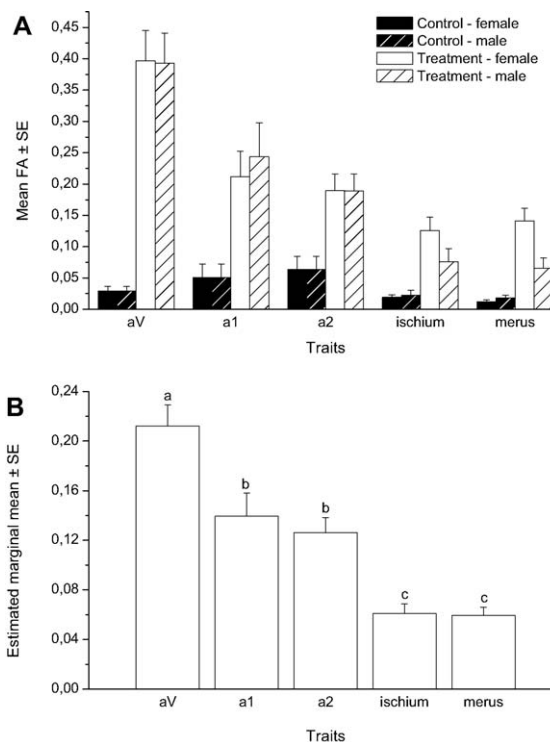 A
Control - female
Control - male
Treatment - female
Treatment - male
Mean FA ± SE
0,45
0,40
0,35
0,30
0,25
0,20
0,15
0,10
0,05
0,00
aV a1 a2 ischium merus
Traits
B
Estimated marginal mean ± SE
0,24
0,20
0,16
0,12
0,08
0,04
0,00
a
b
b
c
c
aV a1 a2 ischium merus
Traits